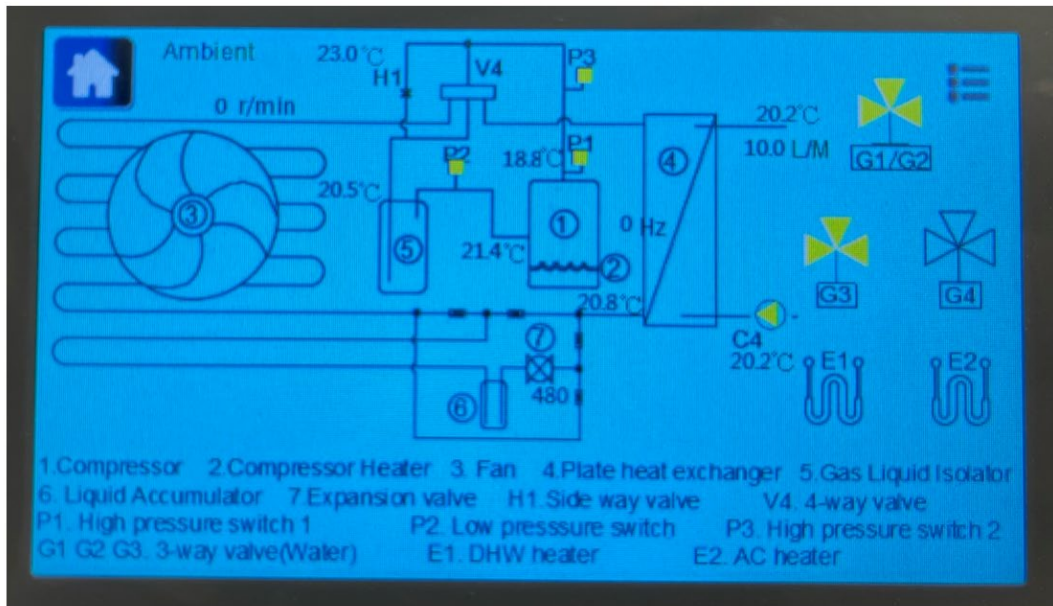 Ambient
23.0 °C
H1
V4
P3
0 r/min
20.2°C
10.0 L/M
G1/G2
P2
18.8°C
P1
④
③
20.5°C
①
⑤
0 Hz
21.4°C
②
G3
G4
20.8°C
⑦
C4
20.2°C
E1
E2
⑥
480
1.Compressor 2.Compressor Heater 3. Fan 4.Plate heat exchanger 5.Gas Liquid Isolator
6. Liquid Accumulator 7.Expansion valve H1.Side way valve V4. 4-way valve
P1. High pressure switch 1 P2. Low presssure switch P3. High pressure switch 2
G1 G2 G3. 3-way valve(Water) E1. DHW heater E2. AC heater